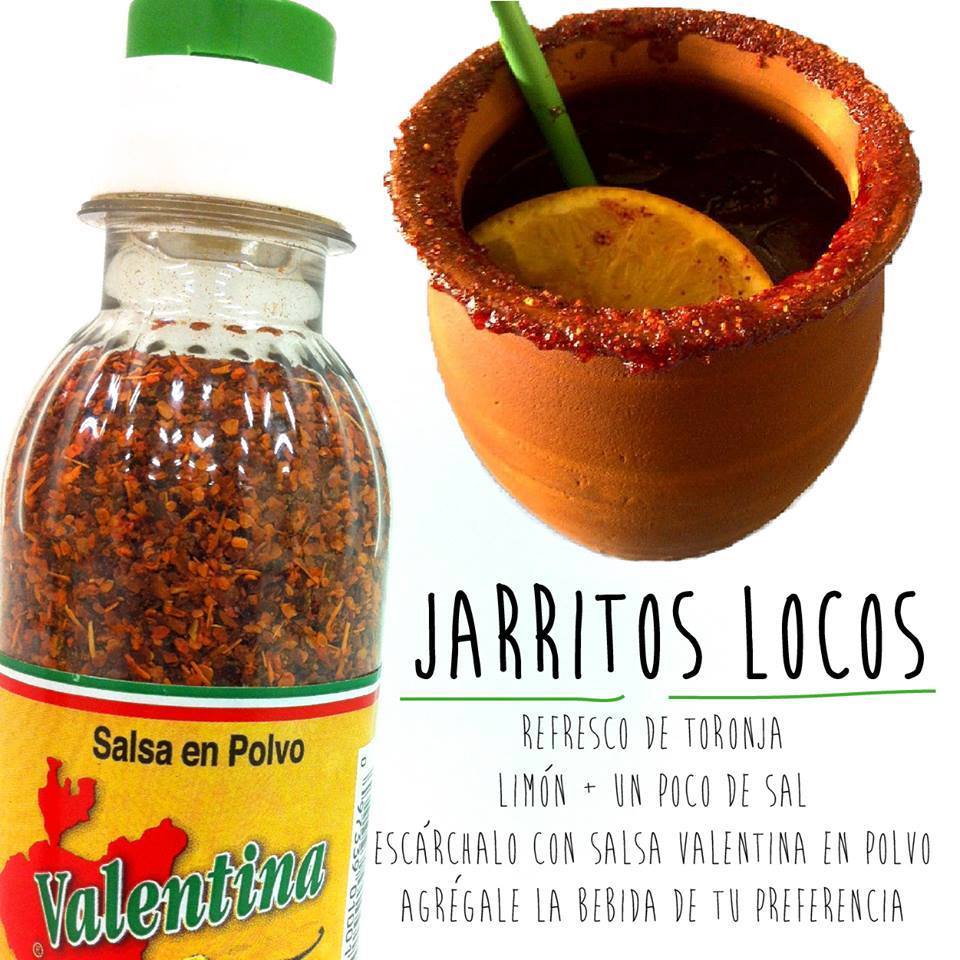 JARRITOS LOCOS
REFRESCO DE TORONJA
LIMÓN + UN POCO DE SAL
ESCÁRCHALO CON SALSA VALENTINA EN POLVO
AGRÉGALE LA BEBIDA DE TU PREFERENCIA
Salsa en Polvo
Valentina
®